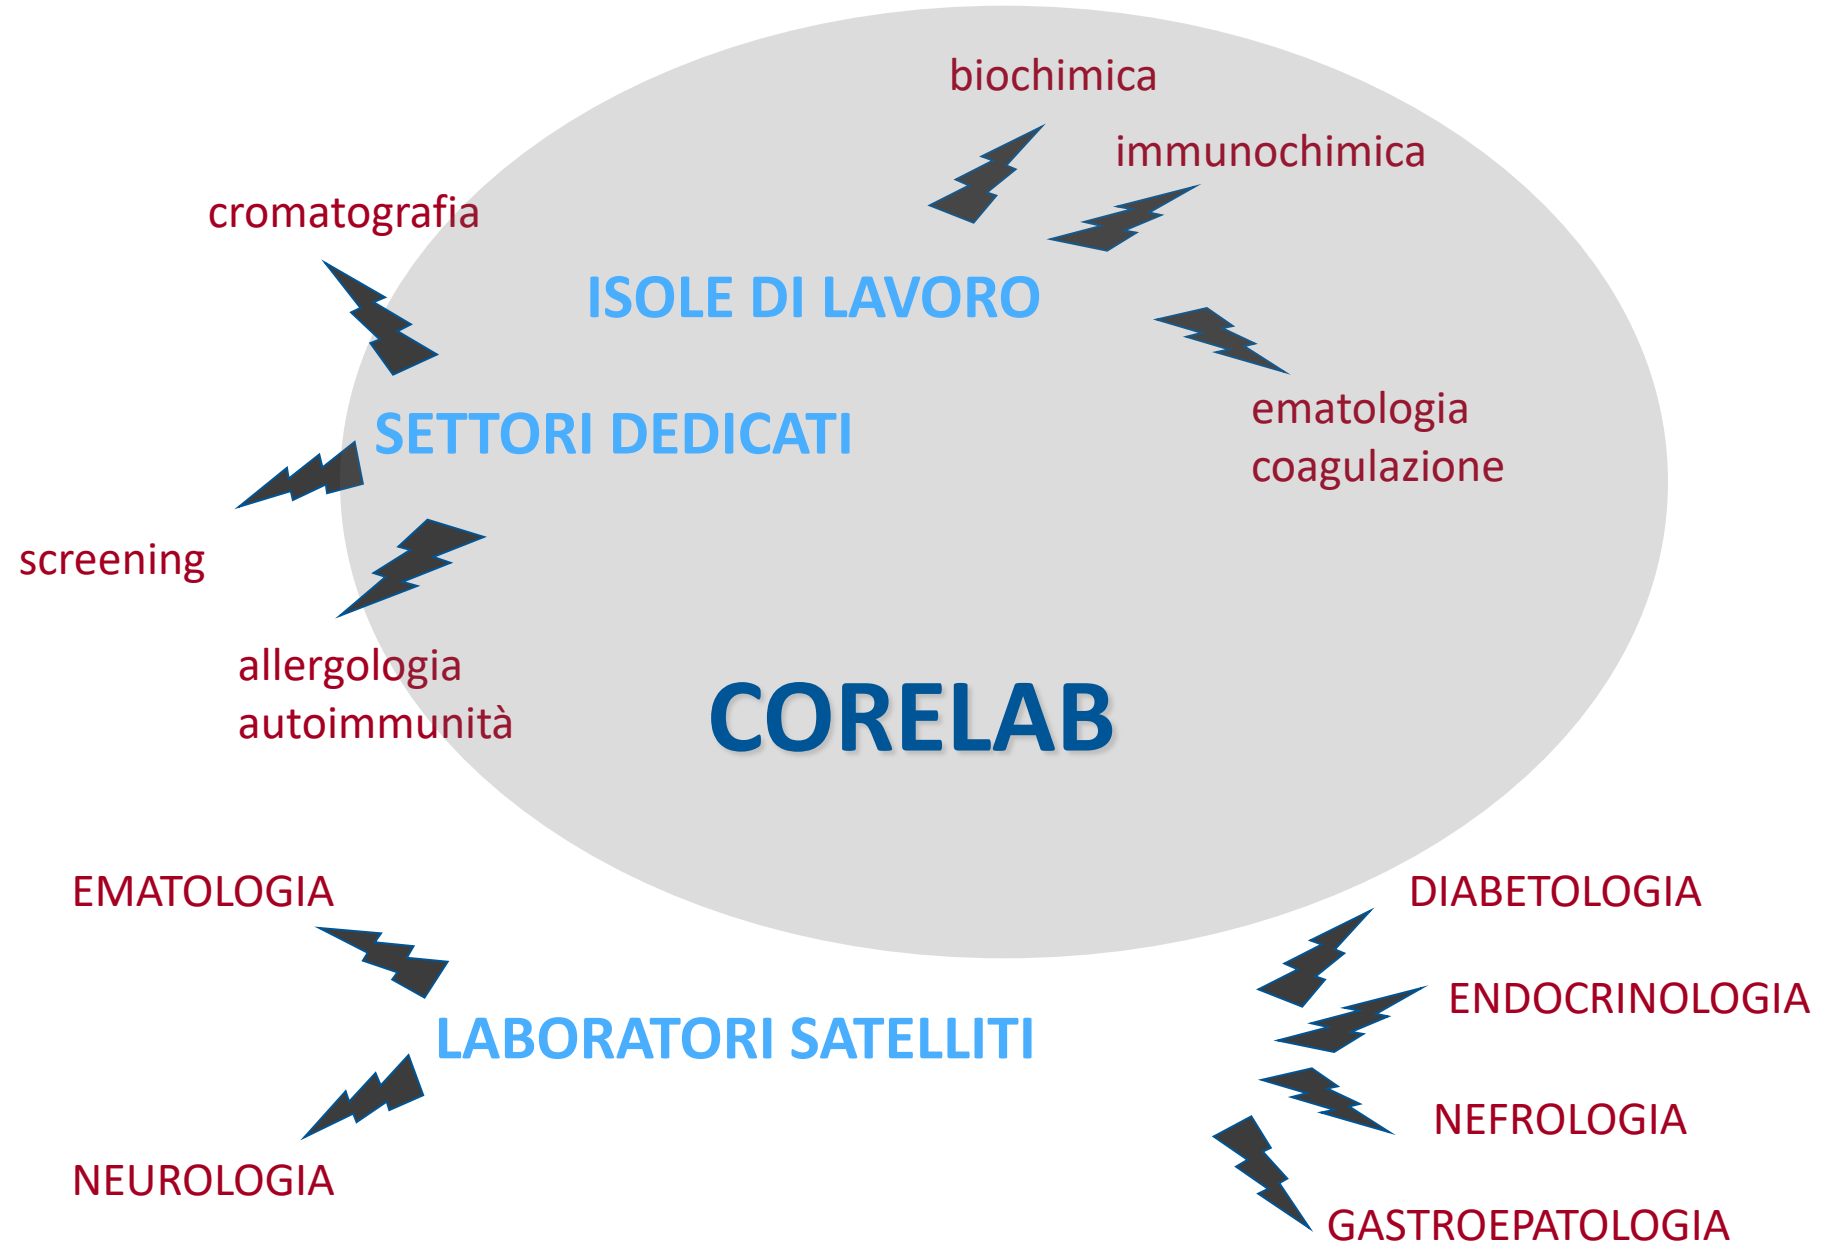 biochimica
immunochimica
cromatografia
ISOLE DI LAVORO
ematologia
coagulazione
SETTORI DEDICATI
screening
allergologia
autoimmunità
CORELAB
EMATOLOGIA
DIABETOLOGIA
ENDOCRINOLOGIA
LABORATORI SATELLITI
NEFROLOGIA
NEUROLOGIA
GASTROEPATOLOGIA